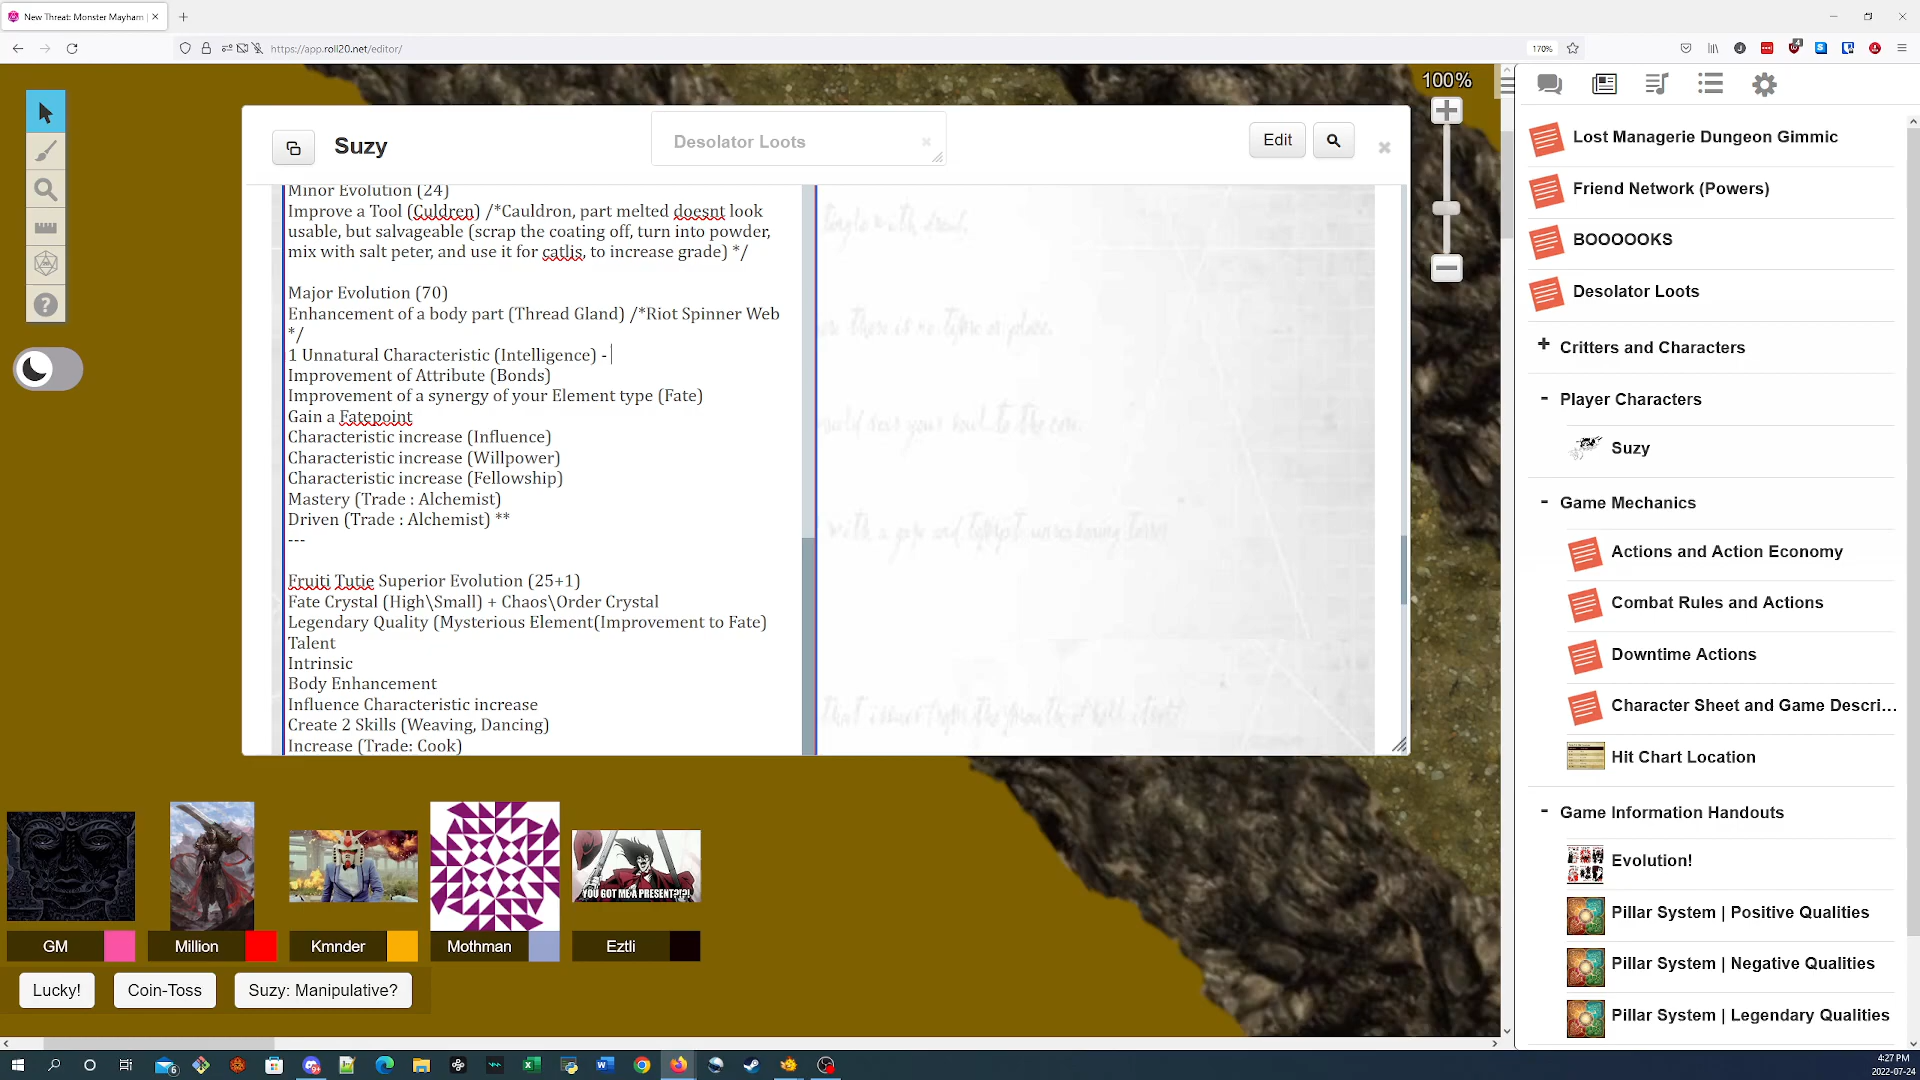 New Threat: Monster Mayham |
https://app.roll20.net/editor/
170%
4
100%
Suzy
Desolator Loots
Edit
Minor Evolution (24)
Improve a Tool (Culdren) /*Cauldron, part melted doesnt look
usable, but salvageable (scrap the coating off, turn into powder,
mix with salt peter, and use it for catlis, to increase grade) */
Major Evolution (70)
Enhancement of a body part (Thread Gland) /*Riot Spinner Web
*/
1 Unnatural Characteristic (Intelligence) -
Improvement of Attribute (Bonds)
Improvement of a synergy of your Element type (Fate)
Gain a Fatepoint
Characteristic increase (Influence)
Characteristic increase (Willpower)
Characteristic increase (Fellowship)
Mastery (Trade : Alchemist)
Driven (Trade : Alchemist) **
---
Fruiti Tutie Superior Evolution (25+1)
Fate Crystal (High\Small) + Chaos\Order Crystal
Legendary Quality (Mysterious Element(Improvement to Fate)
Talent
Intrinsic
Body Enhancement
Influence Characteristic increase
Create 2 Skills (Weaving, Dancing)
Increase (Trade: Cook)
Lost Managerie Dungeon Gimmic
Friend Network (Powers)
BOOOOOKS
Desolator Loots
Critters and Characters
Player Characters
Suzy
Game Mechanics
Actions and Action Economy
Combat Rules and Actions
Downtime Actions
Character Sheet and Game Descri...
Hit Chart Location
Game Information Handouts
Evolution!
Pillar System | Positive Qualities
Pillar System | Negative Qualities
Pillar System | Legendary Qualities
YOU GOT ME A PRESENT?!?!
GM
Million
Kmnder
Mothman
Eztli
Lucky!
Coin-Toss
Suzy: Manipulative?
6
4:27 PM
2022-07-24